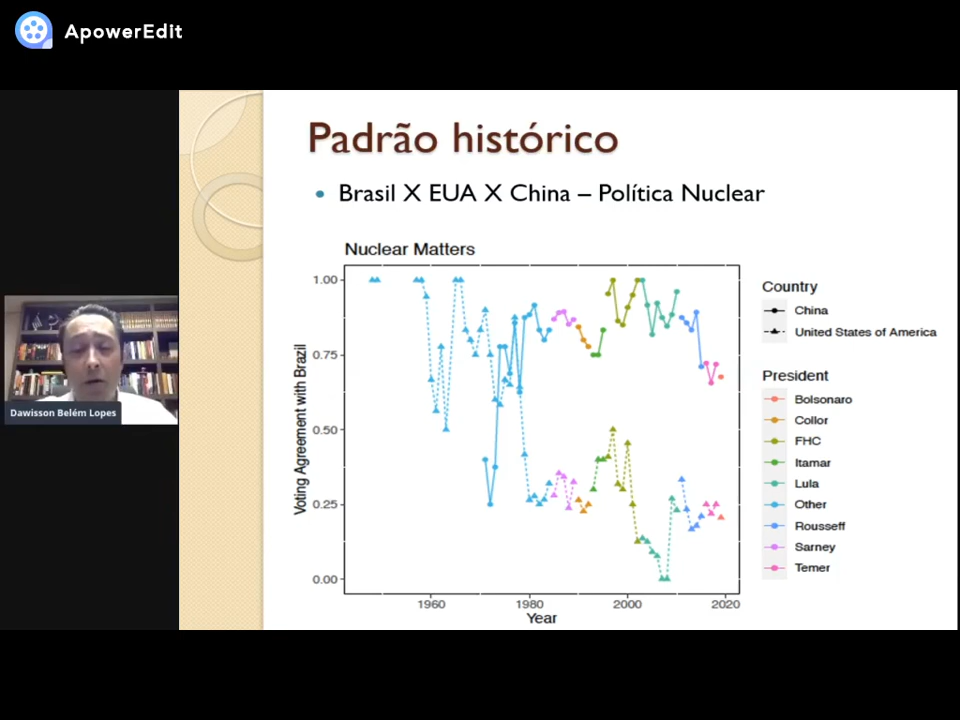 ApowerEdit
Padrão histórico
Brasil X EUA X China – Política Nuclear
Nuclear Matters
Voting Agreement with Brazil
1.00
0.75
0.50
0.25
0.00
1960
1980
2000
2020
Year
Country
China
United States of America
President
Bolsonaro
Collor
FHC
Itamar
Lula
Other
Rousseff
Sarney
Temer
Dawisson Belém Lopes